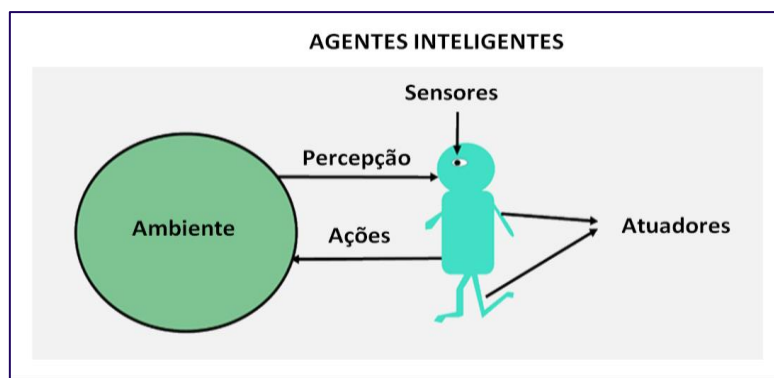 AGENTES INTELIGENTES
Sensores
Percepção
Ambiente
Ações
Atuadores